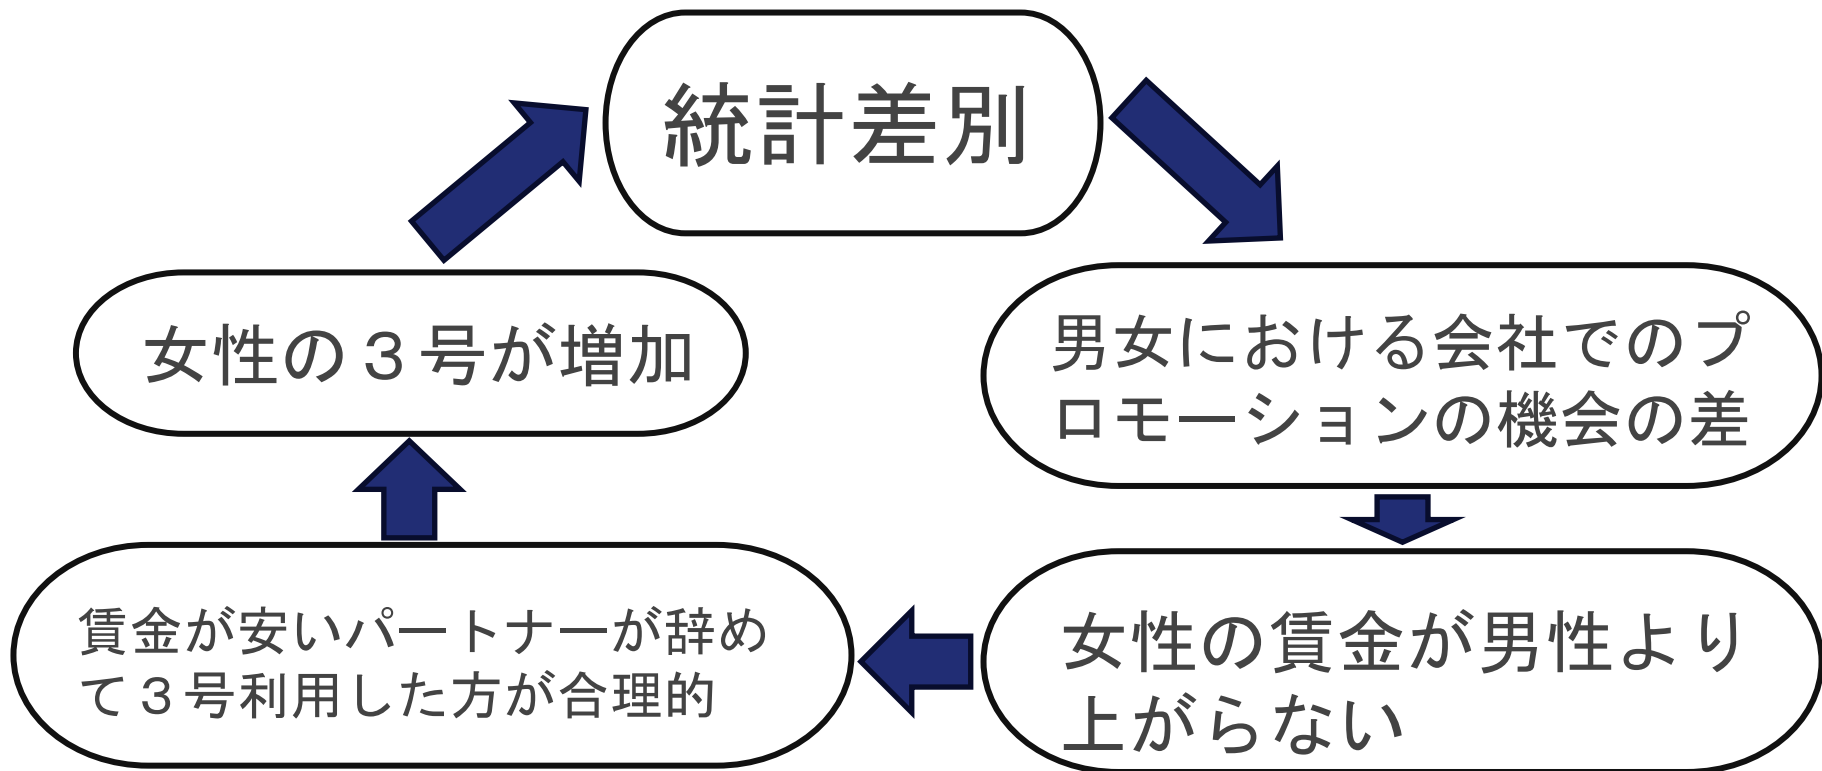 統計差別
男女における会社でのプ
ロモーションの機会の差
女性の賃金が男性より
上がらない
賃金が安いパートナーが辞め
て３号利用した方が合理的
女性の３号が増加